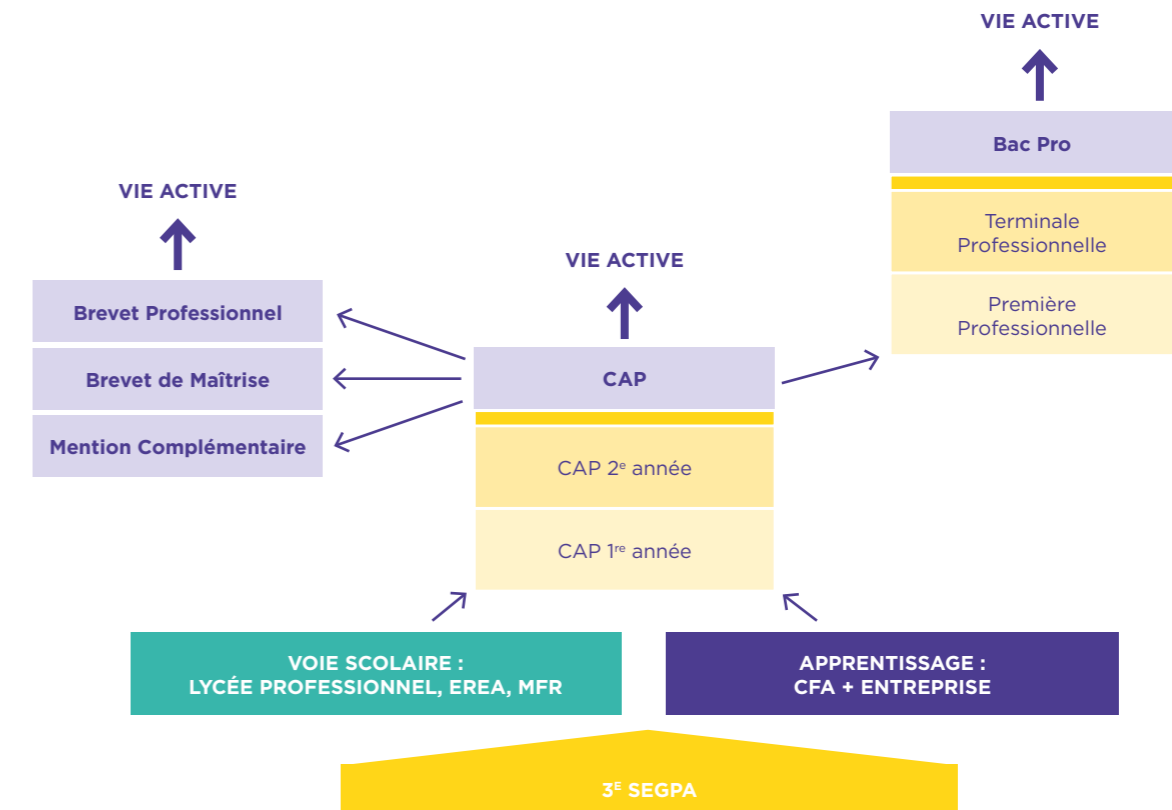 VIE ACTIVE
Bac Pro
Terminale
Professionnelle
Première
Professionnelle
VIE ACTIVE
Brevet Professionnel
Brevet de Maîtrise
Mention Complémentaire
VIE ACTIVE
CAP
CAP 2ᵉ année
CAP 1ʳᵉ année
VOIE SCOLAIRE :
LYCÉE PROFESSIONNEL, EREA, MFR
APPRENTISSAGE :
CFA + ENTREPRISE
3ᴱ SEGPA